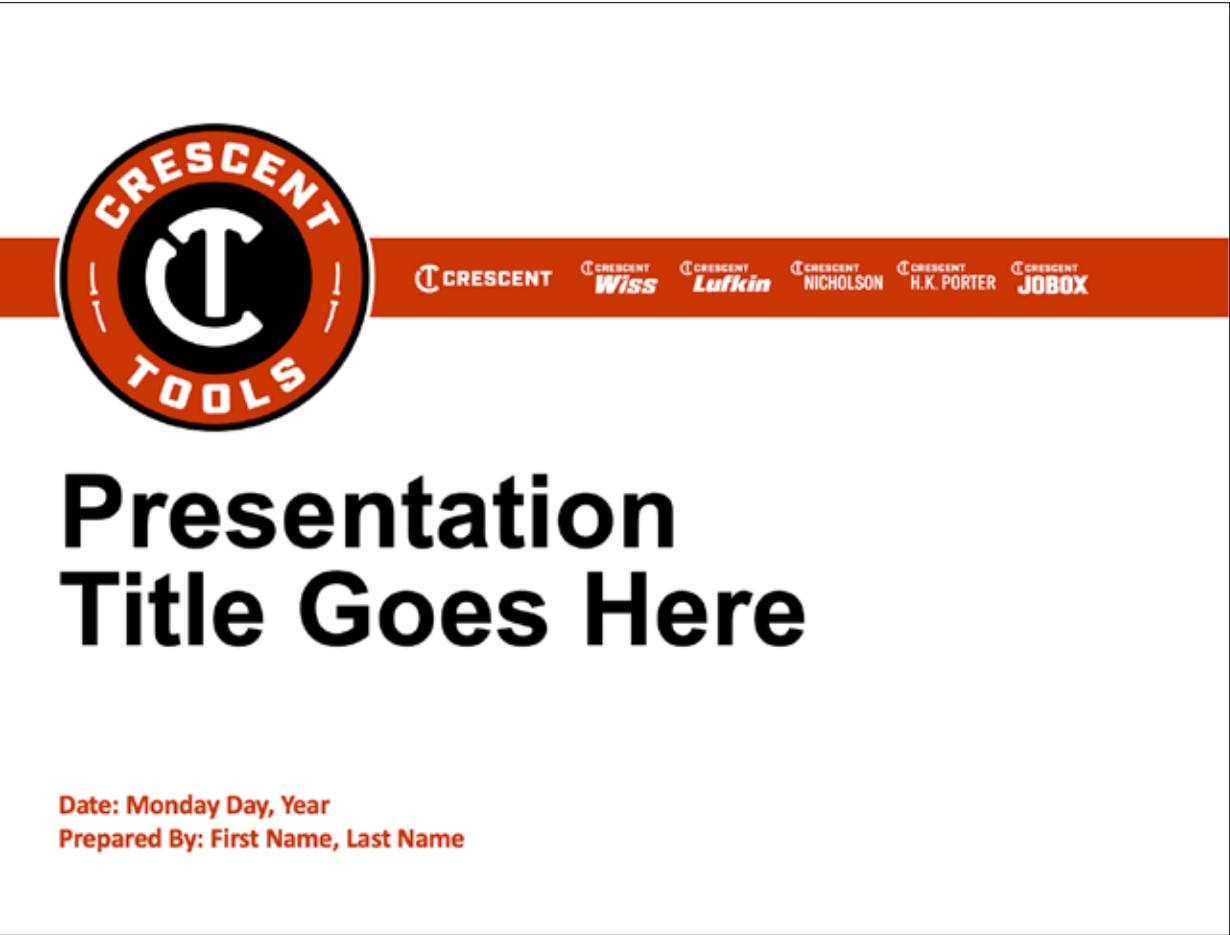 CRESCENT
TOOLS
CRESCENT
CRESCENT
Wiss
CRESCENT
Lufkin
CRESCENT
NICHOLSON
CRESCENT
H.K. PORTER
CRESCENT
JOBOX
Presentation
Title Goes Here
Date: Monday Day, Year
Prepared By: First Name, Last Name